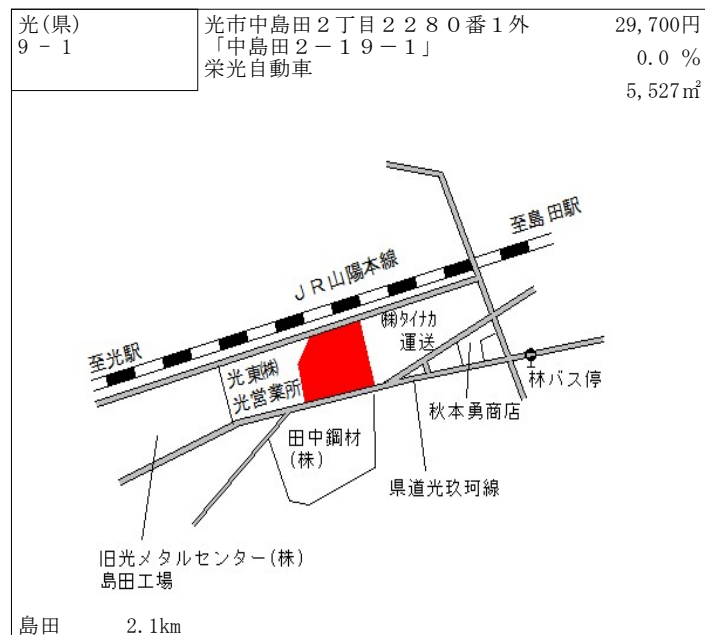 光(県)
9 - 1
光市中島田２丁目２２８０番１外
「中島田２－１９－１」
栄光自動車
29,700円
0.0 %
5,527㎡
至島田駅
ＪＲ山陽本線
㈱タイナカ
運送
至光駅
光東㈱
光営業所
林バス停
秋本勇商店
田中鋼材
(株)
県道光玖珂線
旧光メタルセンター(株)
島田工場
島田 2.1km